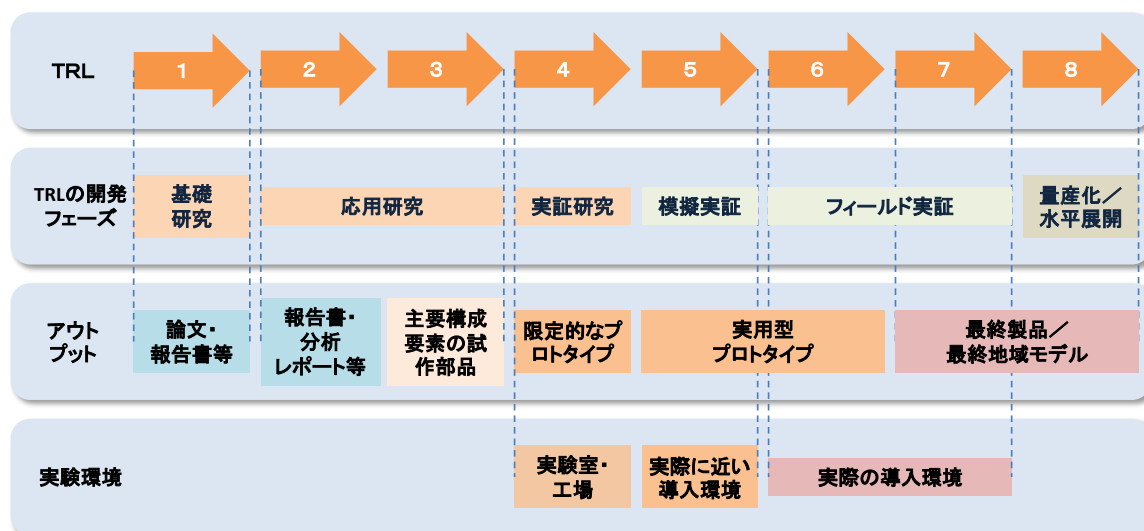 TRL
1
2
3
4
5
6
7
8
TRLの開発
フェーズ
基礎
研究
応用研究
実証研究
模擬実証
フィールド実証
量産化／
水平展開
アウト
プット
論文・
報告書等
報告書・
分析
レポート等
主要構成
要素の試
作部品
限定的なプ
ロトタイプ
実用型
プロトタイプ
最終製品／
最終地域モデル
実験環境
実験室・
工場
実際に近い
導入環境
実際の導入環境